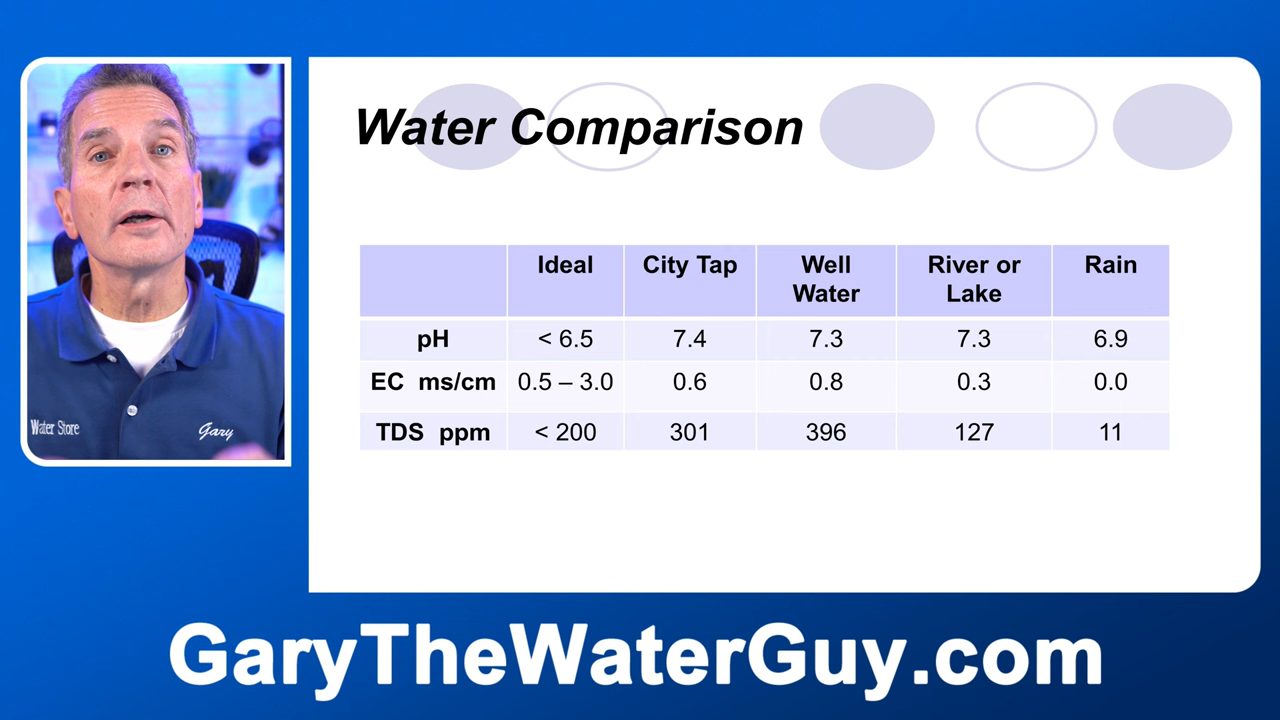 Water Comparison
Ideal City Tap Well Water River or Lake Rain
pH < 6.5 7.4 7.3 7.3 6.9
EC ms/cm 0.5 – 3.0 0.6 0.8 0.3 0.0
TDS ppm < 200 301 396 127 11
Water Store Gary
GaryTheWaterGuy.com